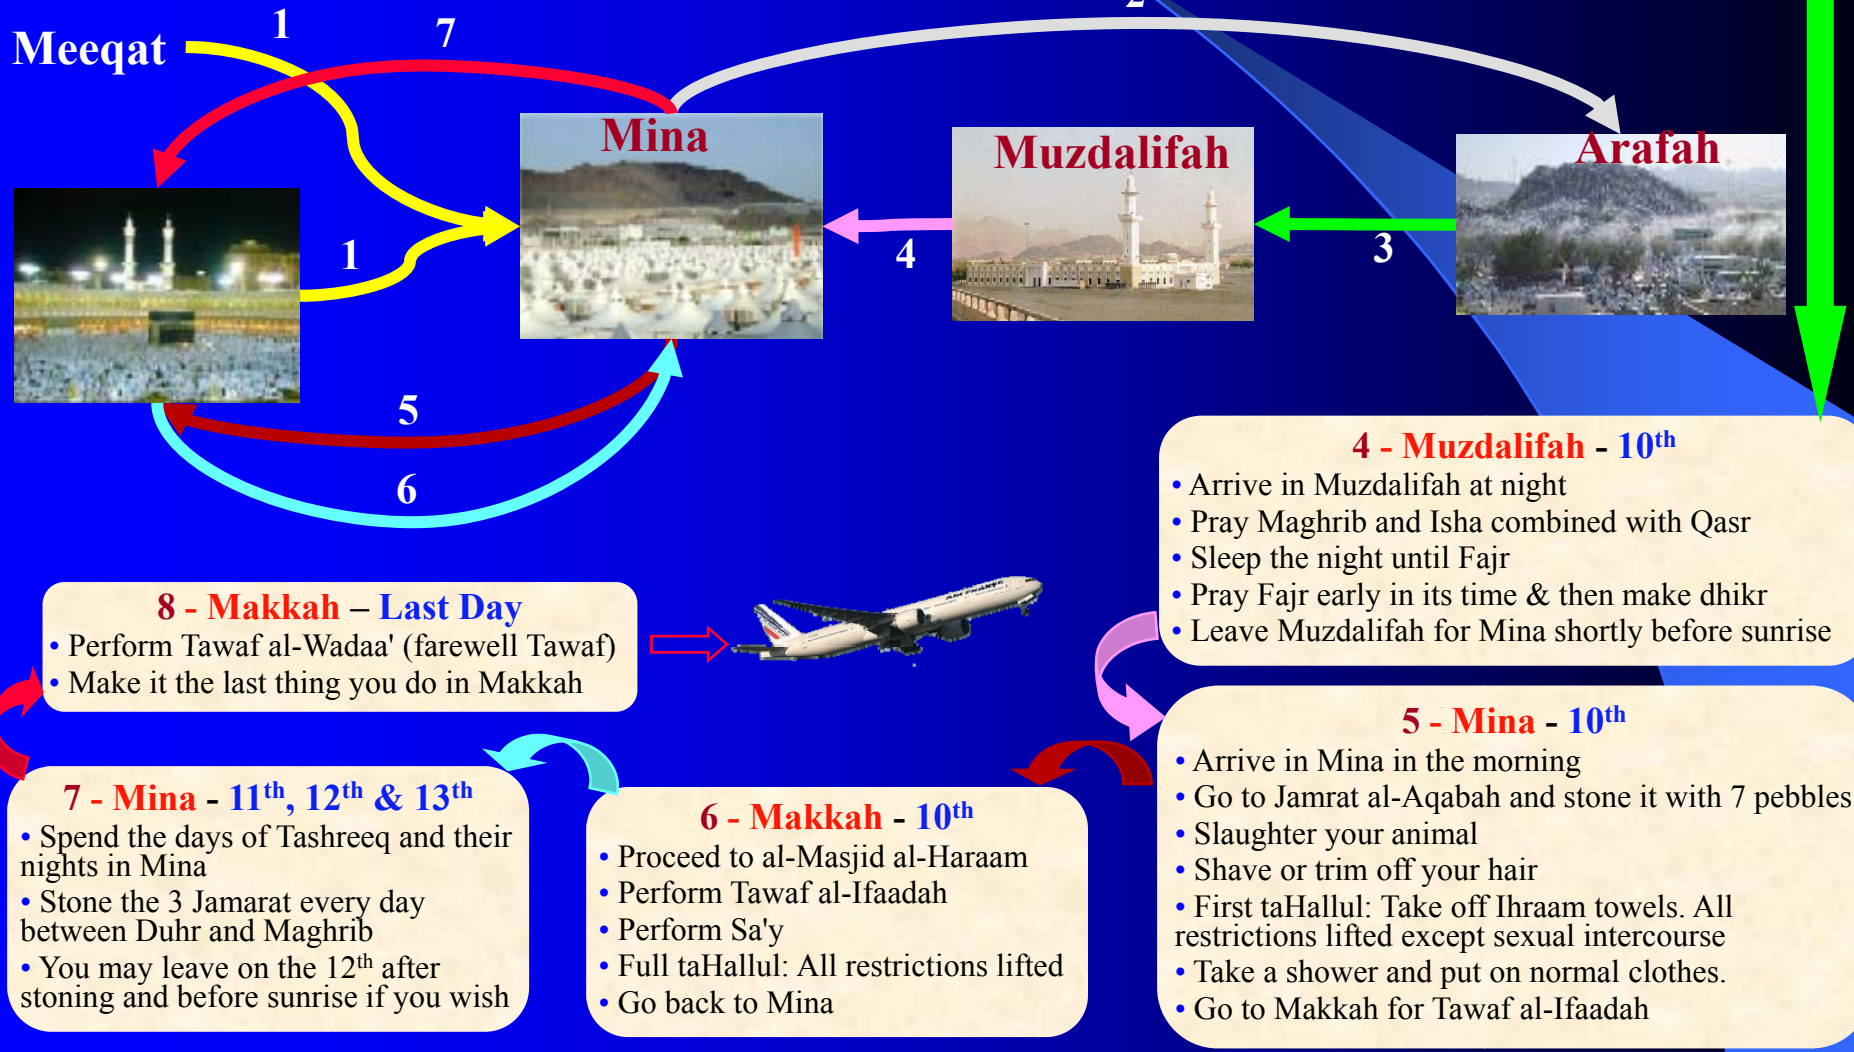 2
1
7
Meeqat
Mina
Muzdalifah
Arafah
1
4
3
5
6
4 - Muzdalifah - 10th
• Arrive in Muzdalifah at night
• Pray Maghrib and Isha combined with Qasr
• Sleep the night until Fajr
• Pray Fajr early in its time & then make dhikr
• Leave Muzdalifah for Mina shortly before sunrise
8 - Makkah – Last Day
• Perform Tawaf al-Wadaa' (farewell Tawaf)
• Make it the last thing you do in Makkah
AIR FRANCE
5 - Mina - 10th
• Arrive in Mina in the morning
• Go to Jamrat al-Aqabah and stone it with 7 pebbles
• Slaughter your animal
• Shave or trim off your hair
• First taHallul: Take off Ihraam towels. All
restrictions lifted except sexual intercourse
• Take a shower and put on normal clothes.
• Go to Makkah for Tawaf al-Ifaadah
6 - Makkah - 10th
• Proceed to al-Masjid al-Haraam
• Perform Tawaf al-Ifaadah
• Perform Sa'y
• Full taHallul: All restrictions lifted
• Go back to Mina
7 - Mina - 11th, 12th & 13th
• Spend the days of Tashreeq and their
nights in Mina
• Stone the 3 Jamarat every day
between Duhr and Maghrib
• You may leave on the 12th after
stoning and before sunrise if you wish